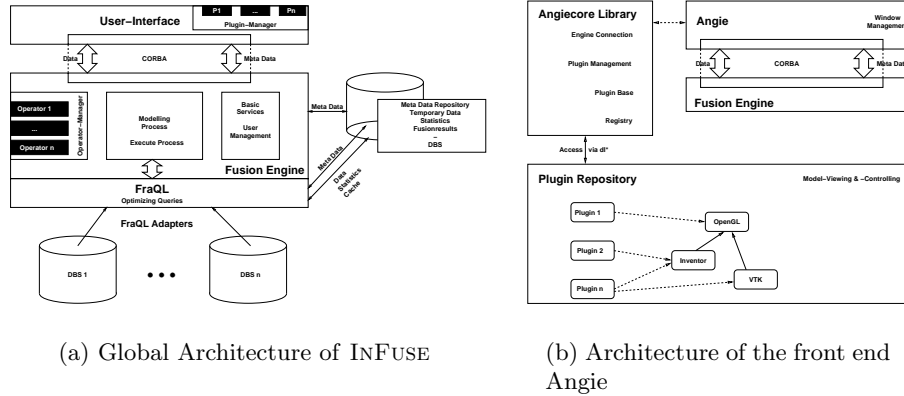 P1 ... Pn
User-Interface
Plugin-Manager
Data CORBA Meta Data
Operator 1
...
Operator n
Operator-Manager
Modelling
Process
Execute Process
Basic
Services
User
Management
Fusion Engine
FraQL
Optimizing Queries
FraQL Adapters
DBS 1
DBS n
Meta Data
Meta Data Repository
Temporary Data
Statistics
Fusionresults
...
DBS
Meta Data
Data
Statistics
Cache
Angiecore Library
Engine Connection
Plugin Management
Plugin Base
Registry
Angie
Window
Management
Data CORBA Meta Data
Fusion Engine
Access via dl*
Plugin Repository
Model-Viewing & -Controlling
Plugin 1
OpenGL
Plugin 2
Inventor
VTK
Plugin n
(a) Global Architecture of INFUSE
(b) Architecture of the front end
Angie